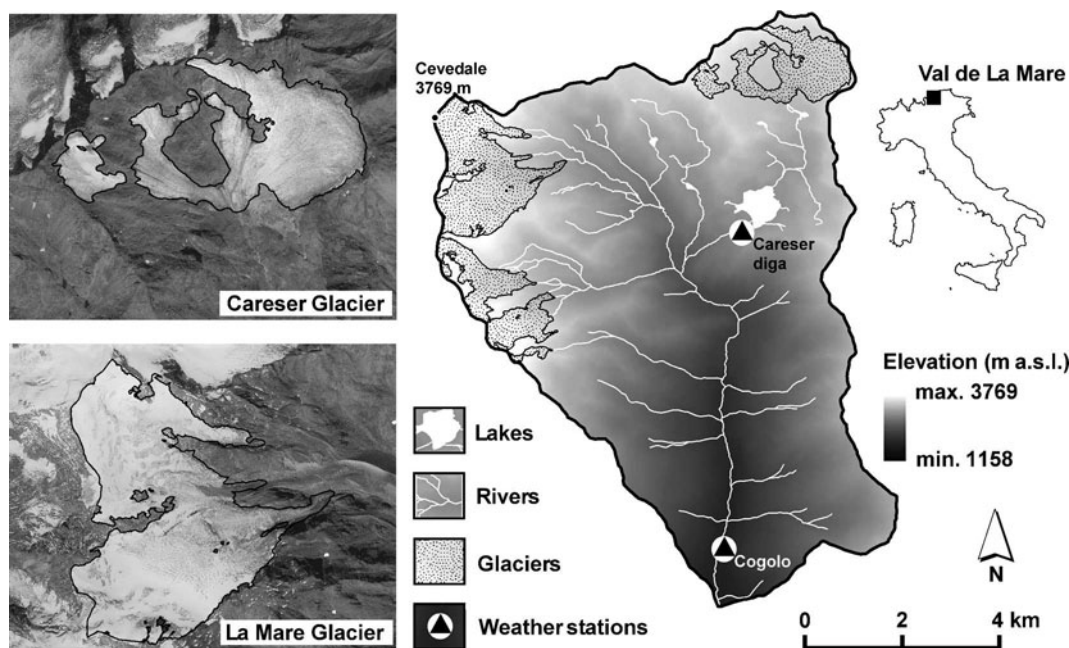 Careser Glacier
La Mare Glacier
Cevedale
3769 m
Careser
diga
Cogolo
Lakes
Rivers
Glaciers
Weather stations
Val de La Mare
Elevation (m a.s.l.)
max. 3769
min. 1158
N
0 2 4 km